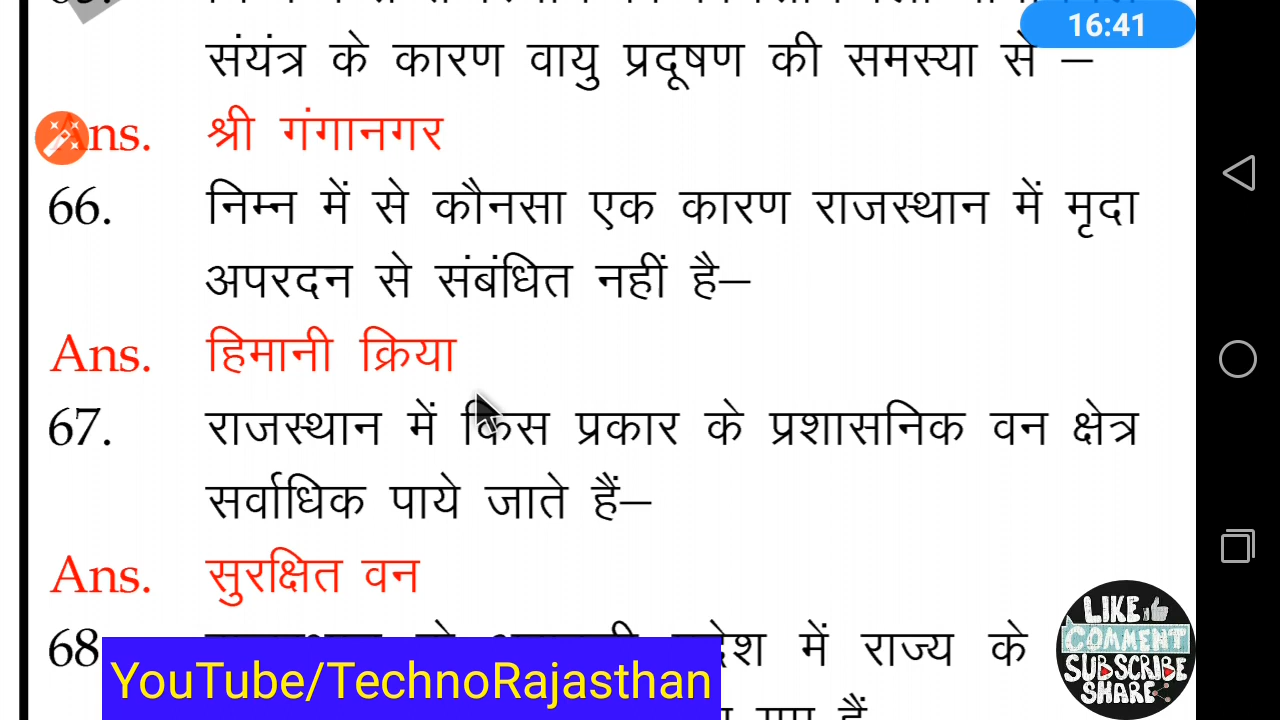 16:41
संयंत्र के कारण वायु प्रदूषण की समस्या से –
Ans. श्री गंगानगर
66. निम्न में से कौनसा एक कारण राजस्थान में मृदा
अपरदन से संबंधित नहीं है–
Ans. हिमानी क्रिया
67. राजस्थान में किस प्रकार के प्रशासनिक वन क्षेत्र
सर्वाधिक पाये जाते हैं–
Ans. सुरक्षित वन
68 में राज्य के
हैं
YouTube/TechnoRajasthan
LIKE
COMMENT
SUBSCRIBE
SHARE